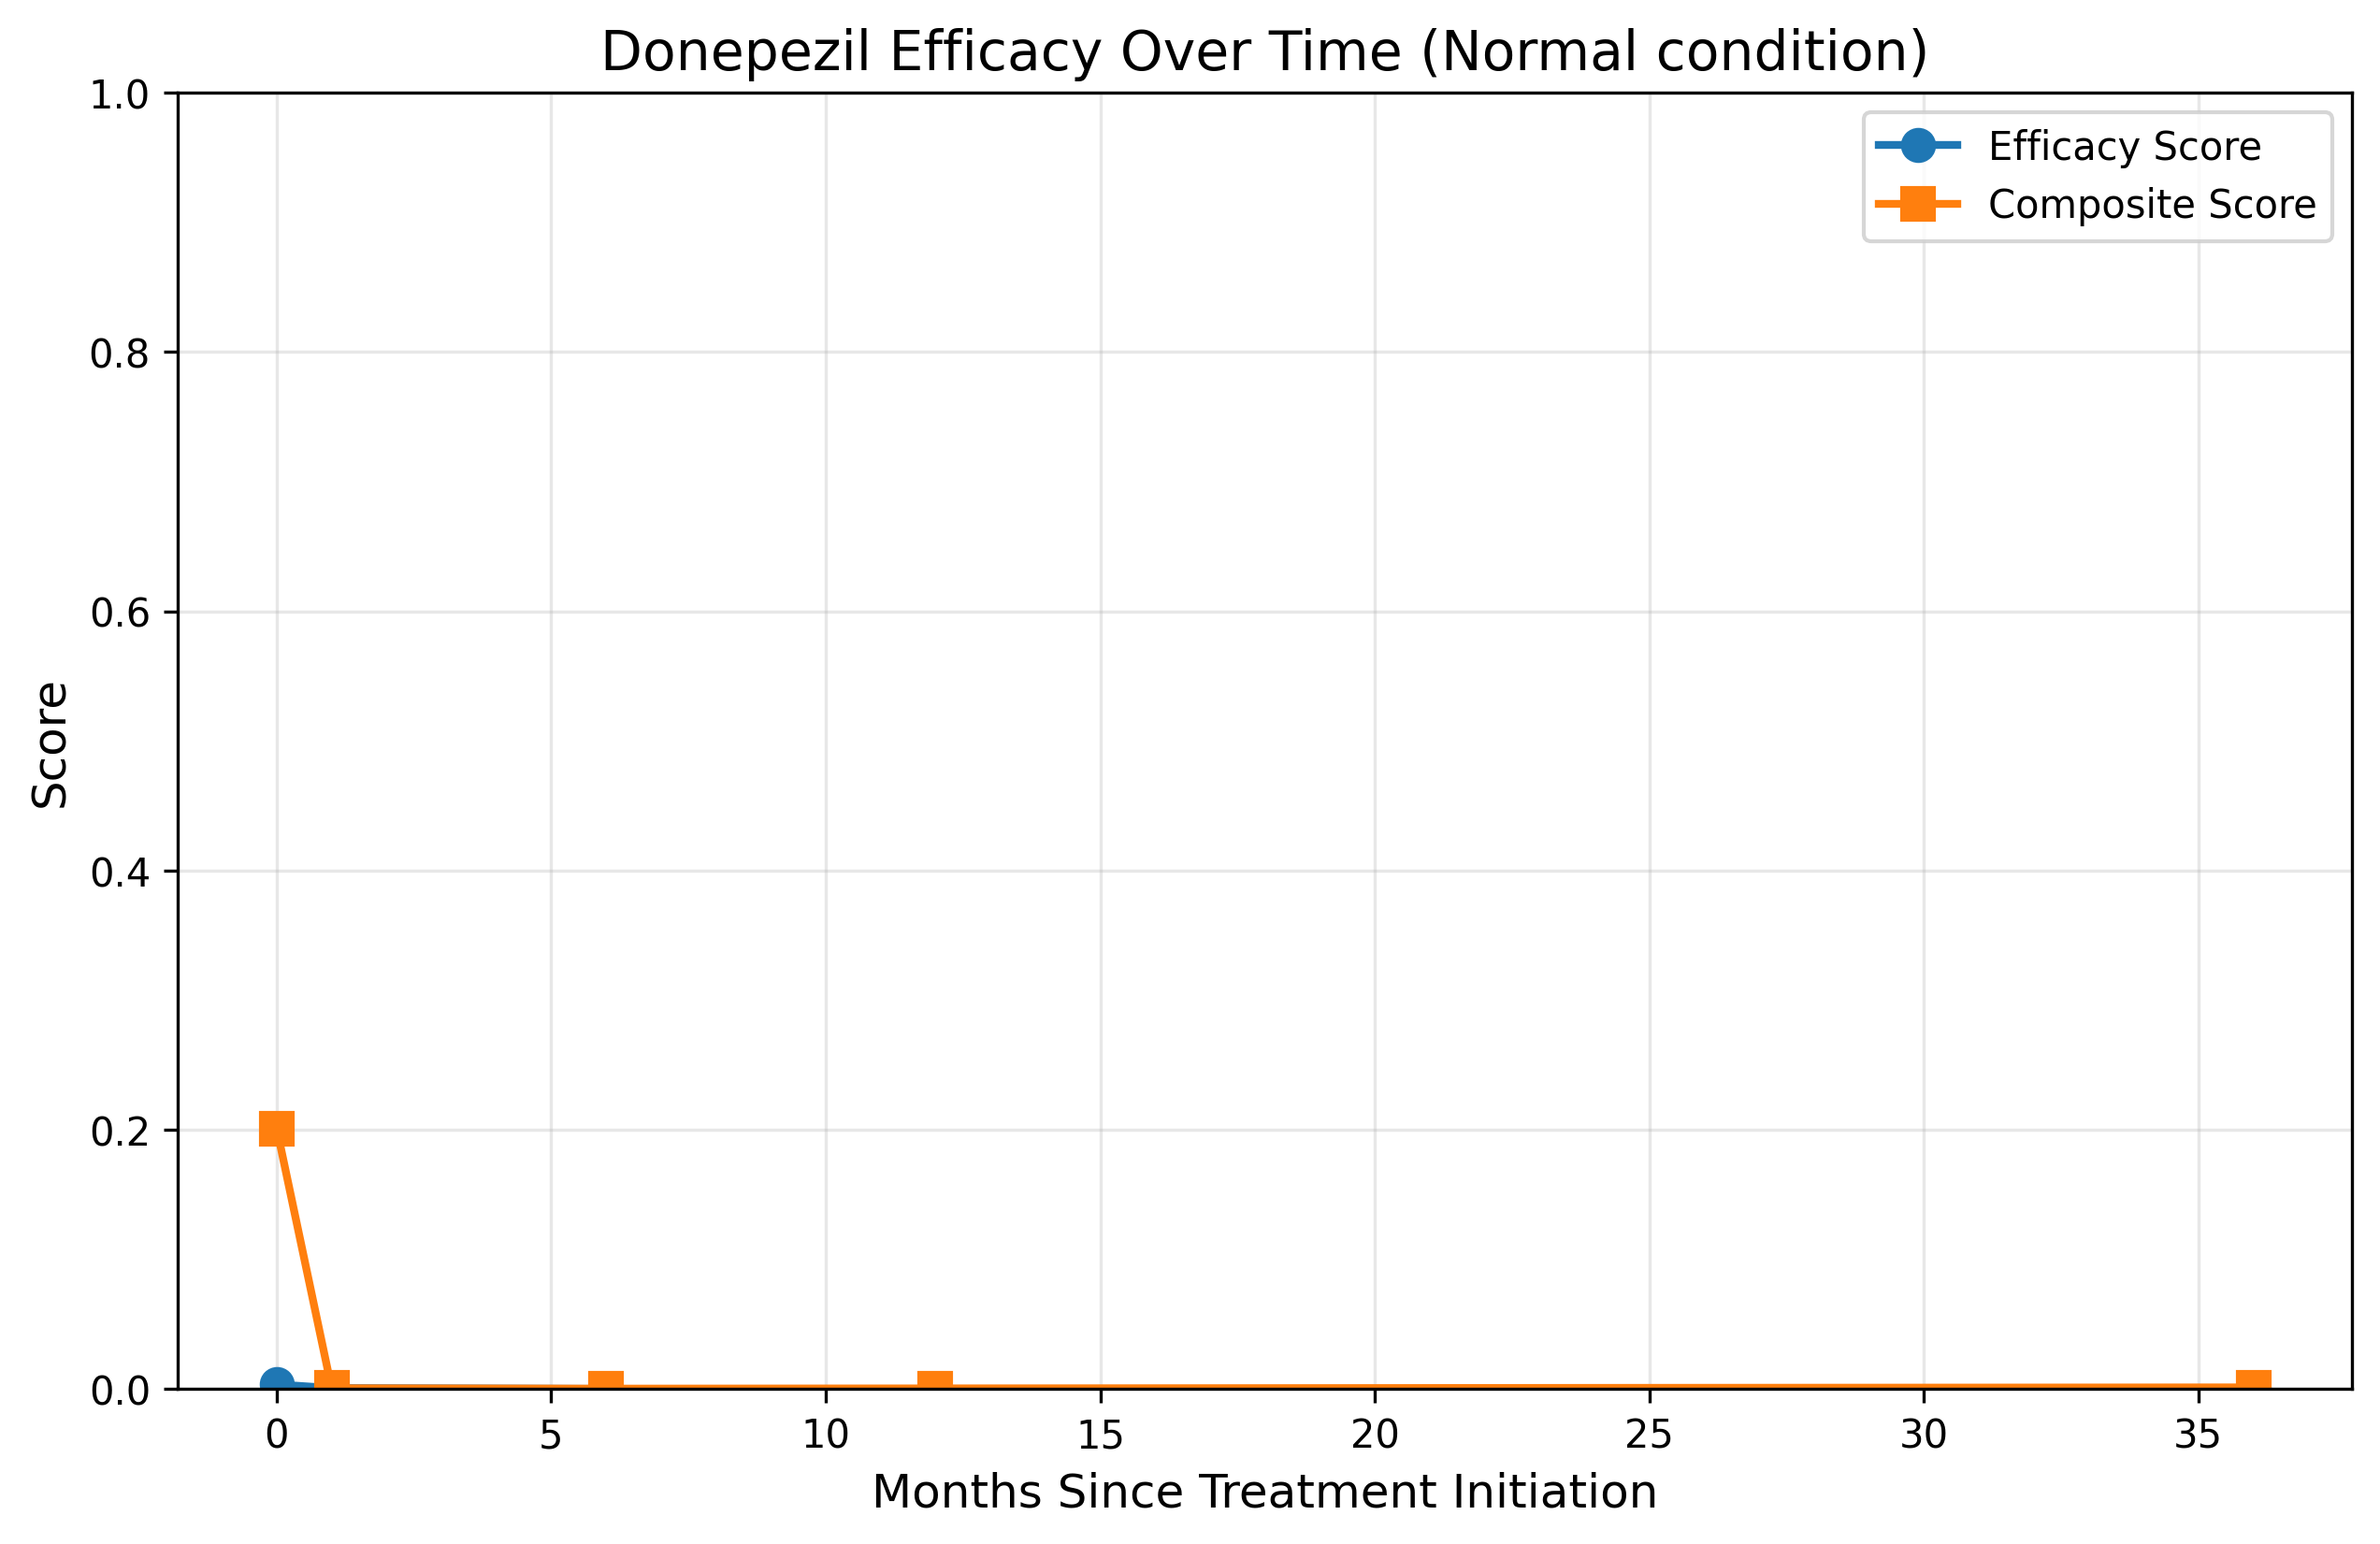 Donepezil Efficacy Over Time (Normal condition)
Efficacy Score
Composite Score
Score
1.0
0.8
0.6
0.4
0.2
0.0
0 5 10 15 20 25 30 35
Months Since Treatment Initiation